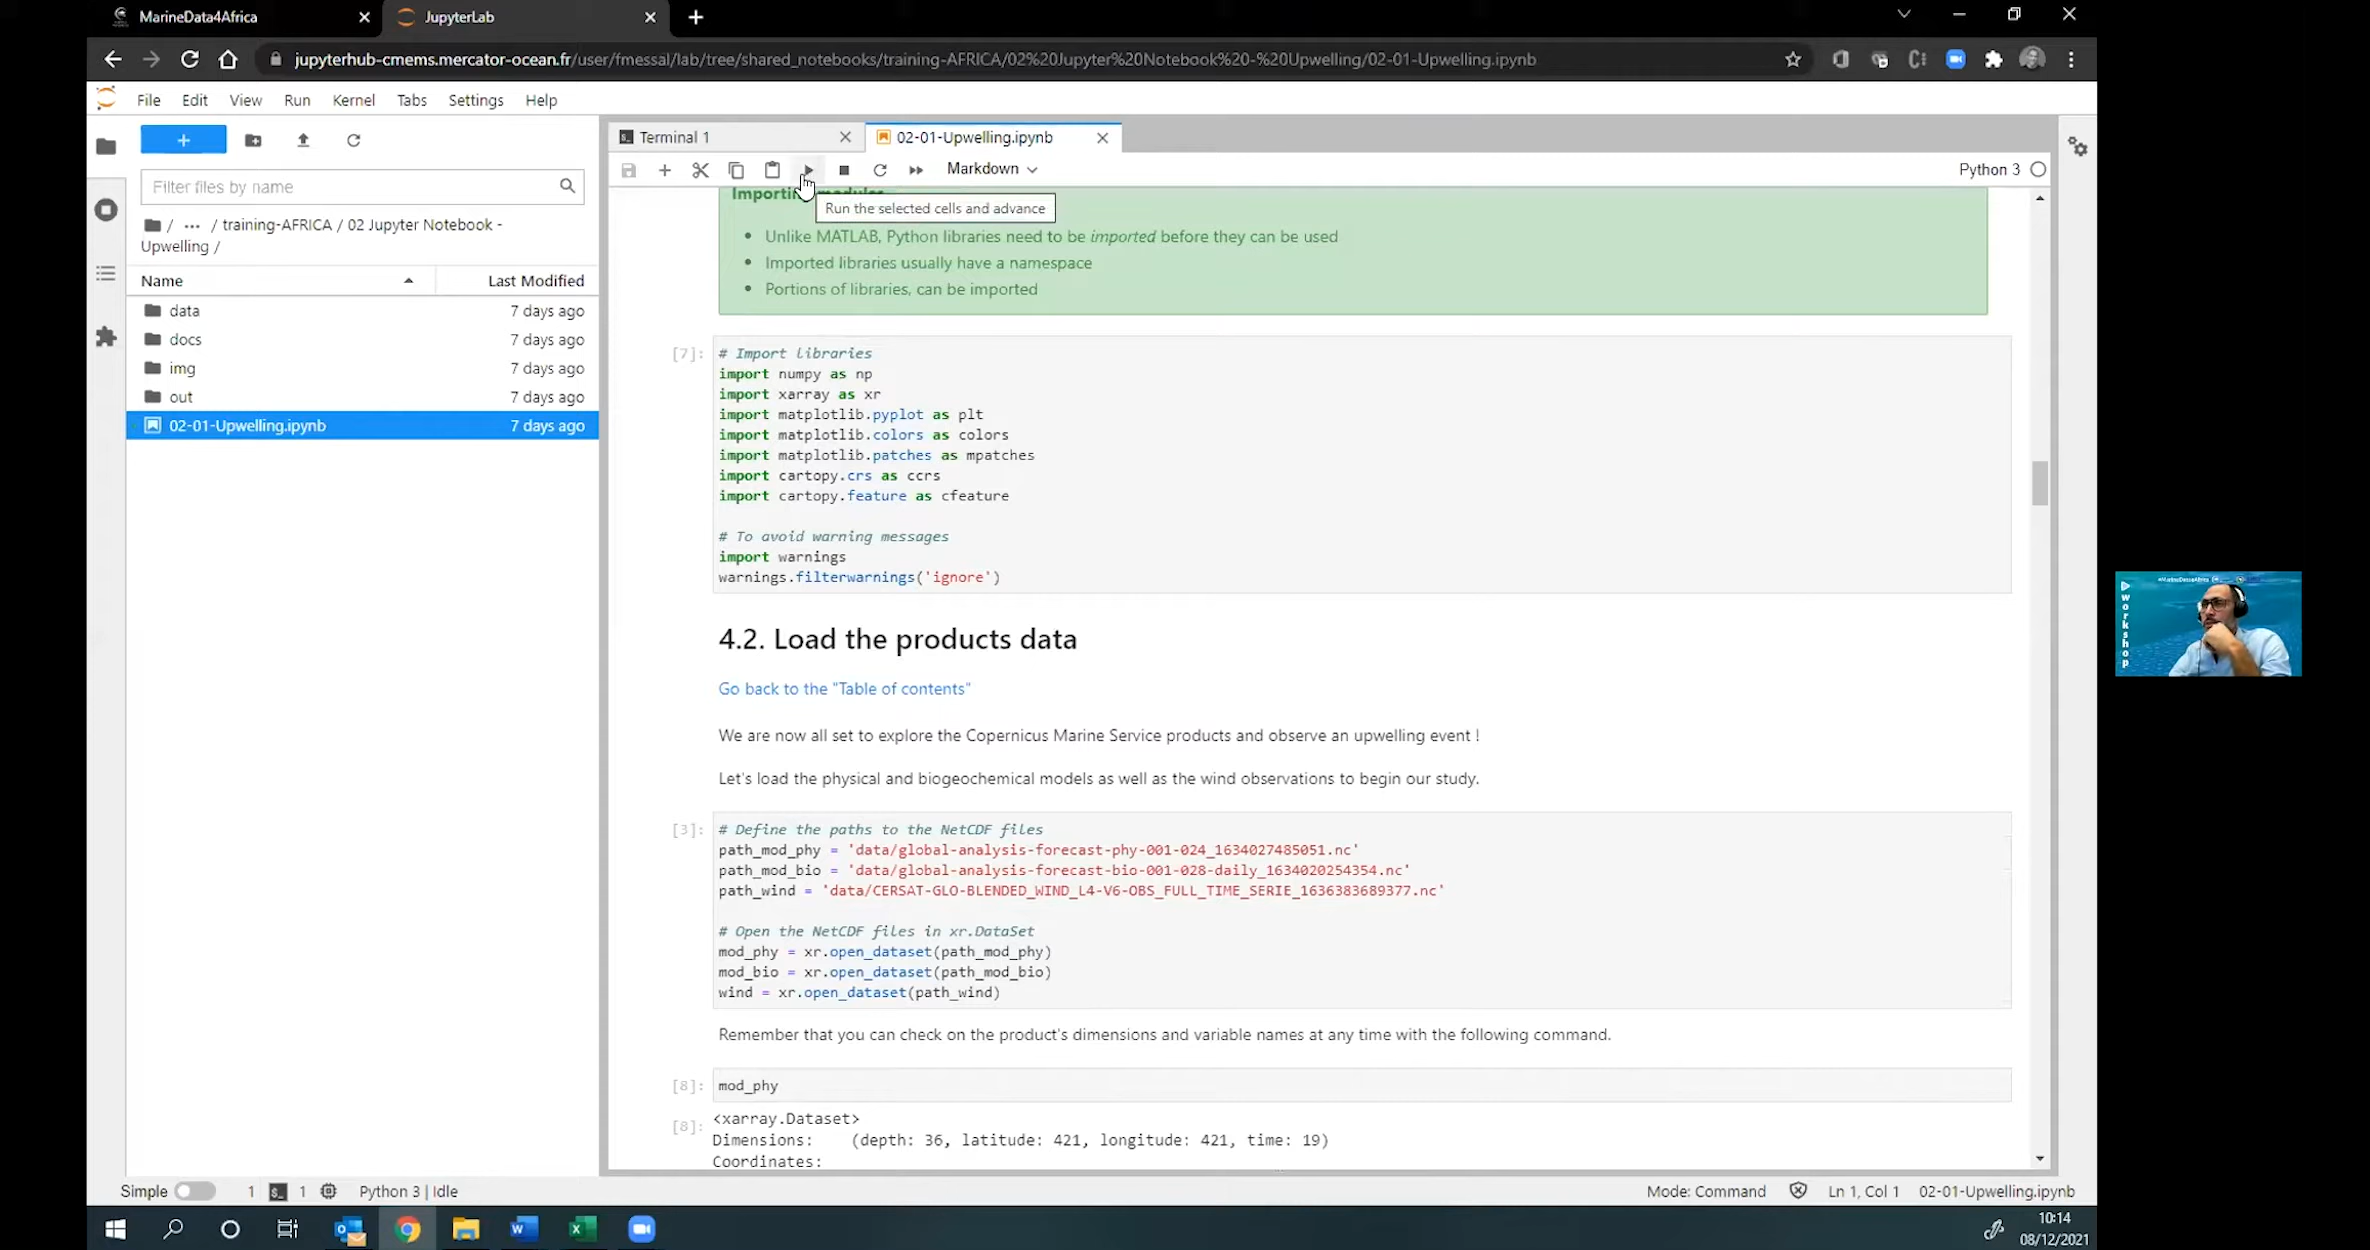 MarineData4Africa
JupyterLab
jupyterhub-cmems.mercator-ocean.fr/user/fmessal/lab/tree/shared_notebooks/training-AFRICA/02%20Jupyter%20Notebook%20-%20Upwelling/02-01-Upwelling.ipynb
File Edit View Run Kernel Tabs Settings Help
Terminal 1
02-01-Upwelling.ipynb
Markdown
Python 3
Filter files by name
/ ... / training-AFRICA / 02 Jupyter Notebook -
Upwelling /
Name Last Modified
data 7 days ago
docs 7 days ago
img 7 days ago
out 7 days ago
02-01-Upwelling.ipynb 7 days ago
Run the selected cells and advance
• Unlike MATLAB, Python libraries need to be imported before they can be used
• Imported libraries usually have a namespace
• Portions of libraries, can be imported
[7]: # Import libraries
import numpy as np
import xarray as xr
import matplotlib.pyplot as plt
import matplotlib.colors as colors
import matplotlib.patches as mpatches
import cartopy.crs as ccrs
import cartopy.feature as cfeature
# To avoid warning messages
import warnings
warnings.filterwarnings('ignore')
4.2. Load the products data
Go back to the "Table of contents"
We are now all set to explore the Copernicus Marine Service products and observe an upwelling event !
Let's load the physical and biogeochemical models as well as the wind observations to begin our study.
[3]: # Define the paths to the NetCDF files
path_mod_phy = 'data/global-analysis-forecast-phy-001-024_1634027485051.nc'
path_mod_bio = 'data/global-analysis-forecast-bio-001-028-daily_1634020254354.nc'
path_wind = 'data/CERSAT-GLO-BLENDED_WIND_L4-V6-OBS_FULL_TIME_SERIE_1636383689377.nc'
# Open the NetCDF files in xr.DataSet
mod_phy = xr.open_dataset(path_mod_phy)
mod_bio = xr.open_dataset(path_mod_bio)
wind = xr.open_dataset(path_wind)
Remember that you can check on the product's dimensions and variable names at any time with the following command.
[8]: mod_phy
[8]: <xarray.Dataset>
Dimensions: (depth: 36, latitude: 421, longitude: 421, time: 19)
Coordinates:
Simple 1 1 Python 3 | Idle
Mode: Command Ln 1, Col 1 02-01-Upwelling.ipynb
10:14
08/12/2021
workshop